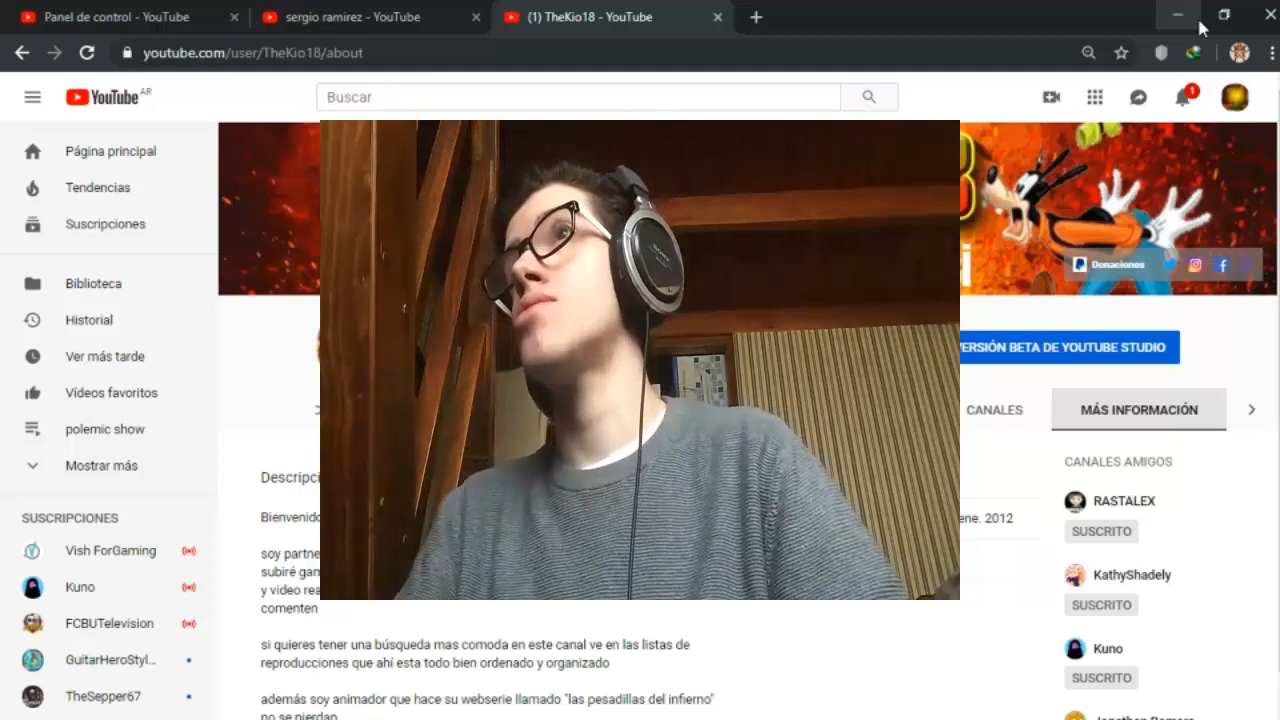 Panel de control - YouTube
sergio ramirez - YouTube
(1) TheKio18 - YouTube
youtube.com/user/TheKio18/about
YouTube AR
Buscar
1
Página principal
Tendencias
Suscripciones
Biblioteca
Historial
Ver más tarde
Vídeos favoritos
polemic show
Mostrar más
SUSCRIPCIONES
Vish ForGaming
Kuno
FCBUTelevision
GuitarHeroStyl...
TheSepper67
Donaciones
VERSIÓN BETA DE YOUTUBE STUDIO
CANALES
MÁS INFORMACIÓN
Descripci
Bienvenido
ene. 2012
soy partne
subiré gam
y video rea
comenten
si quieres tener una búsqueda mas comoda en este canal ve en las listas de
reproducciones que ahí esta todo bien ordenado y organizado
además soy animador que hace su webserie llamado "las pesadillas del infierno"
no se pierdan
CANALES AMIGOS
RASTALEX
SUSCRITO
KathyShadely
SUSCRITO
Kuno
SUSCRITO